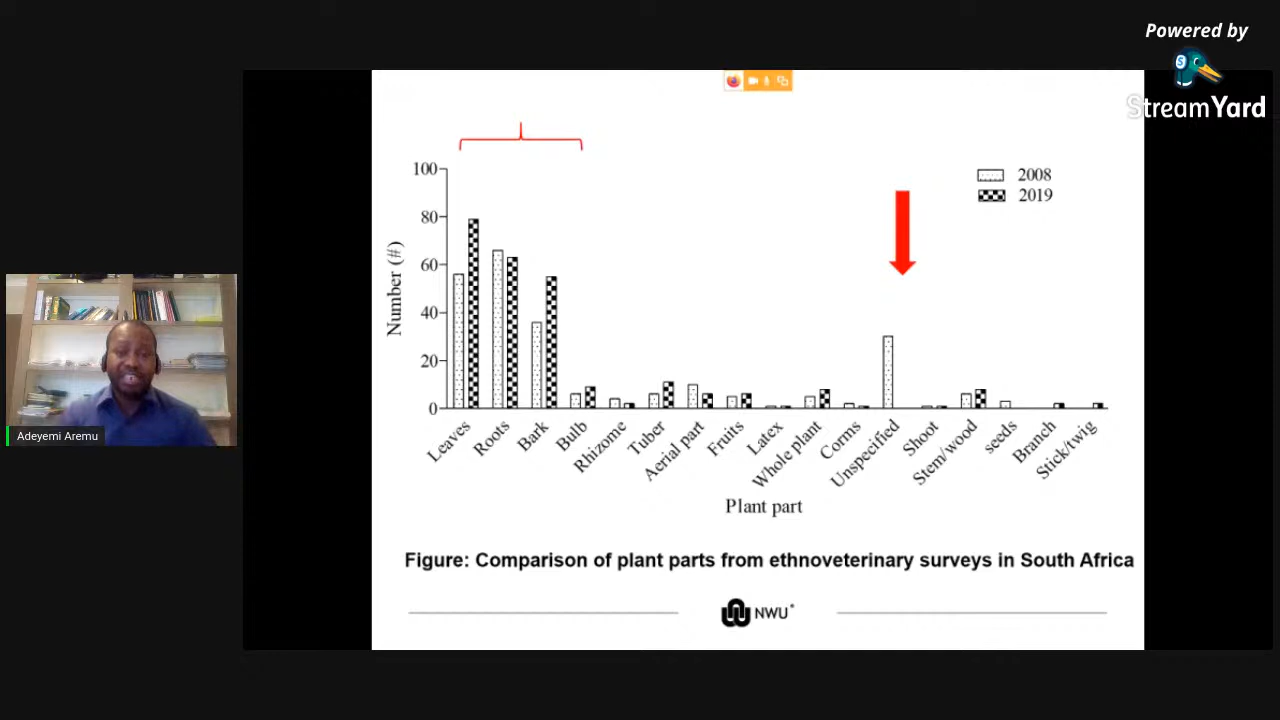 Powered by
StreamYard
100
80
60
40
20
0
Number (#)
2008
2019
Leaves
Roots
Bark
Bulb
Rhizome
Tuber
Aerial part
Fruits
Latex
Whole plant
Corms
Unspecified
Shoot
Stem/wood
seeds
Branch
Stick/twig
Plant part
Figure: Comparison of plant parts from ethnoveterinary surveys in South Africa
NWU®
Adeyemi Aremu